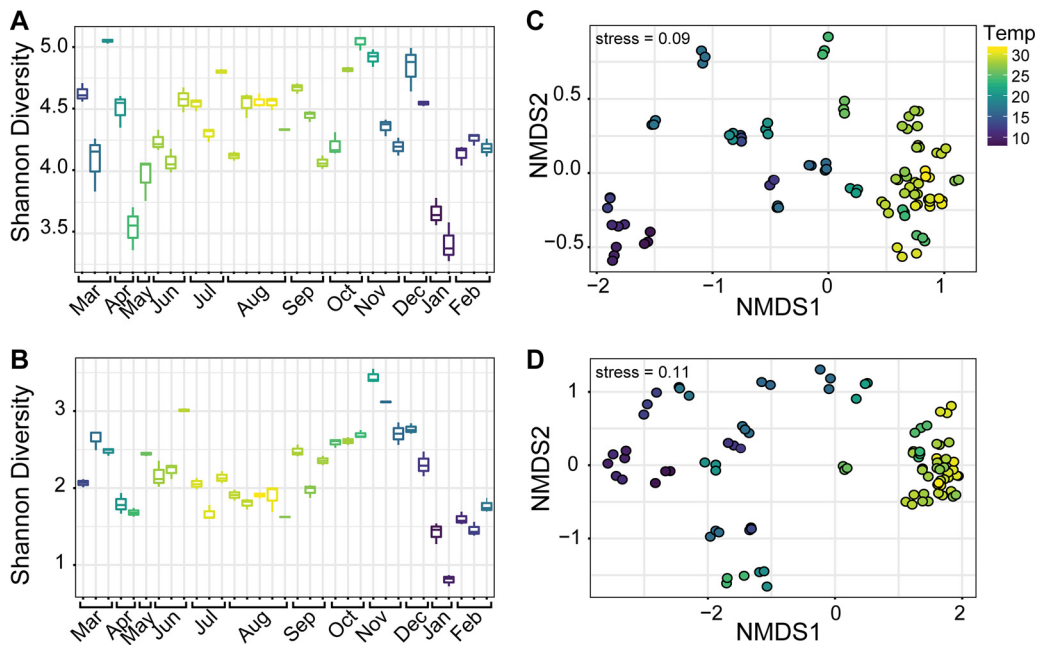 A
Shannon Diversity
5.0
4.5
4.0
3.5
Mar Apr May Jun Jul Aug Sep Oct Nov Dec Jan Feb
B
Shannon Diversity
3
2
1
Mar Apr May Jun Jul Aug Sep Oct Nov Dec Jan Feb
C
stress = 0.09
NMDS2
0.5
0.0
−0.5
−2 −1 0 1
NMDS1
Temp
30
25
20
15
10
D
stress = 0.11
NMDS2
1
0
−1
−2 0 2
NMDS1